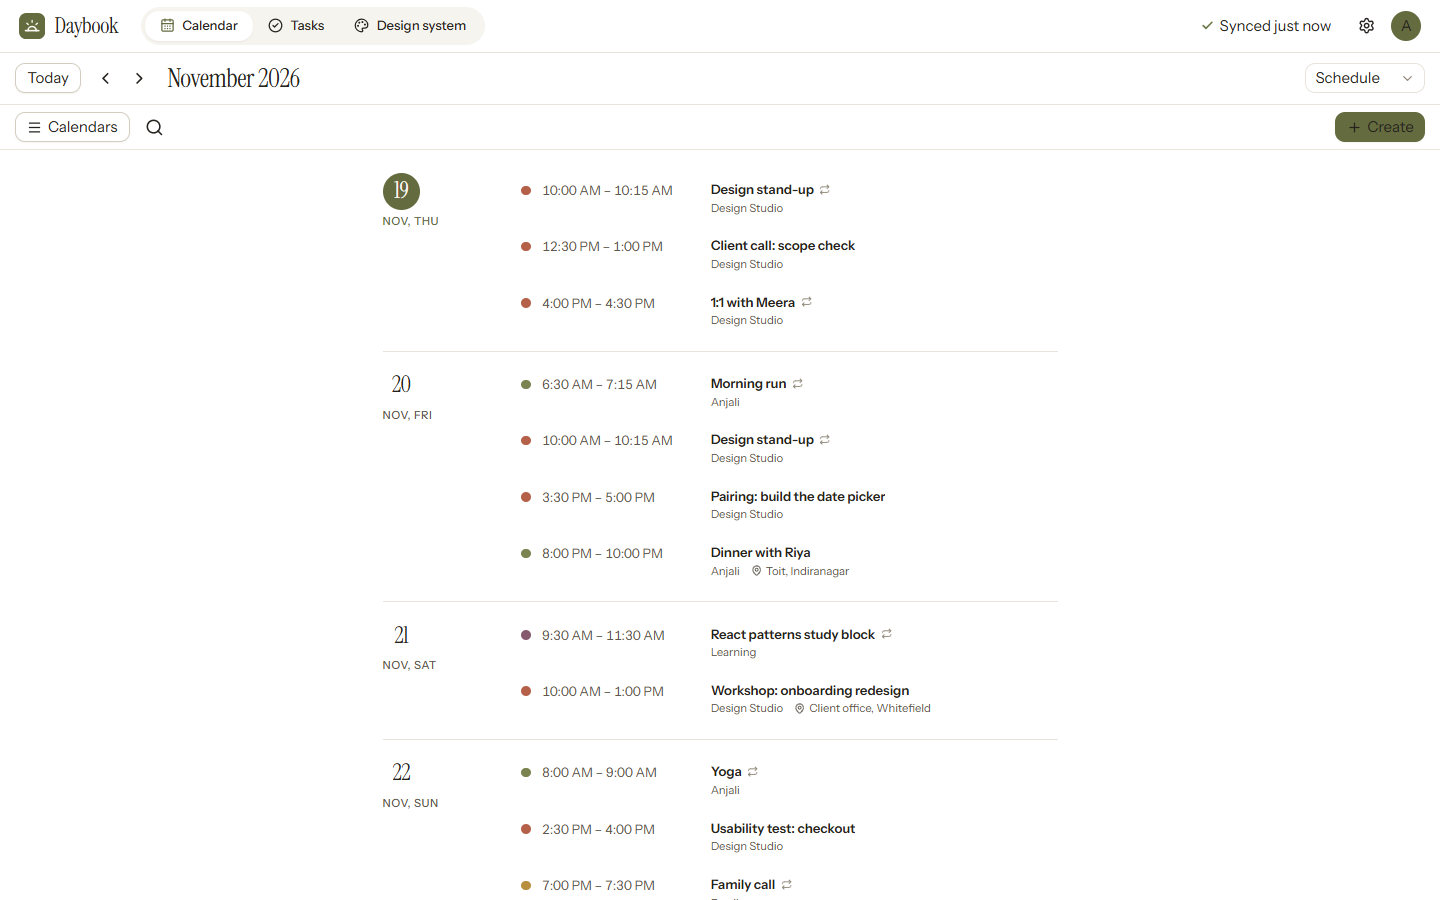 Daybook
Calendar
Tasks
Design system
Synced just now
A
Today
November 2026
Schedule
Calendars
Create
19
NOV, THU
10:00 AM – 10:15 AM
Design stand-up
Design Studio
12:30 PM – 1:00 PM
Client call: scope check
Design Studio
4:00 PM – 4:30 PM
1:1 with Meera
Design Studio
20
NOV, FRI
6:30 AM – 7:15 AM
Morning run
Anjali
10:00 AM – 10:15 AM
Design stand-up
Design Studio
3:30 PM – 5:00 PM
Pairing: build the date picker
Design Studio
8:00 PM – 10:00 PM
Dinner with Riya
Anjali Toit, Indiranagar
21
NOV, SAT
9:30 AM – 11:30 AM
React patterns study block
Learning
10:00 AM – 1:00 PM
Workshop: onboarding redesign
Design Studio Client office, Whitefield
22
NOV, SUN
8:00 AM – 9:00 AM
Yoga
Anjali
2:30 PM – 4:00 PM
Usability test: checkout
Design Studio
7:00 PM – 7:30 PM
Family call